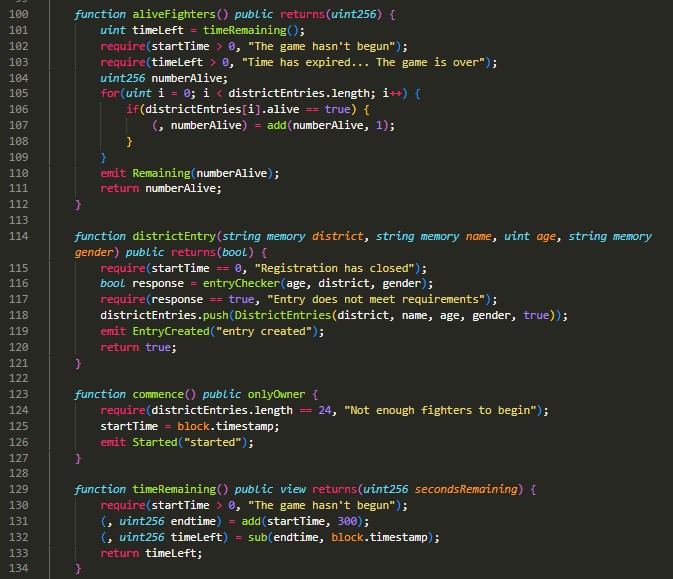 100 function aliveFighters() public returns(uint256) {
101 uint timeLeft = timeRemaining();
102 require(startTime > 0, "The game hasn't begun");
103 require(timeLeft > 0, "Time has expired... The game is over");
104 uint256 numberAlive;
105 for(uint i = 0; i < districtEntries.length; i++) {
106 if(districtEntries[i].alive == true) {
107 (, numberAlive) = add(numberAlive, 1);
108 }
109 }
110 emit Remaining(numberAlive);
111 return numberAlive;
112 }
113
114 function districtEntry(string memory district, string memory name, uint age, string memory
gender) public returns(bool) {
115 require(startTime == 0, "Registration has closed");
116 bool response = entryChecker(age, district, gender);
117 require(response == true, "Entry does not meet requirements");
118 districtEntries.push(DistrictEntries(district, name, age, gender, true));
119 emit EntryCreated("entry created");
120 return true;
121 }
122
123 function commence() public onlyOwner {
124 require(districtEntries.length == 24, "Not enough fighters to begin");
125 startTime = block.timestamp;
126 emit Started("started");
127 }
128
129 function timeRemaining() public view returns(uint256 secondsRemaining) {
130 require(startTime > 0, "The game hasn't begun");
131 (, uint256 endtime) = add(startTime, 300);
132 (, uint256 timeLeft) = sub(endtime, block.timestamp);
133 return timeLeft;
134 }